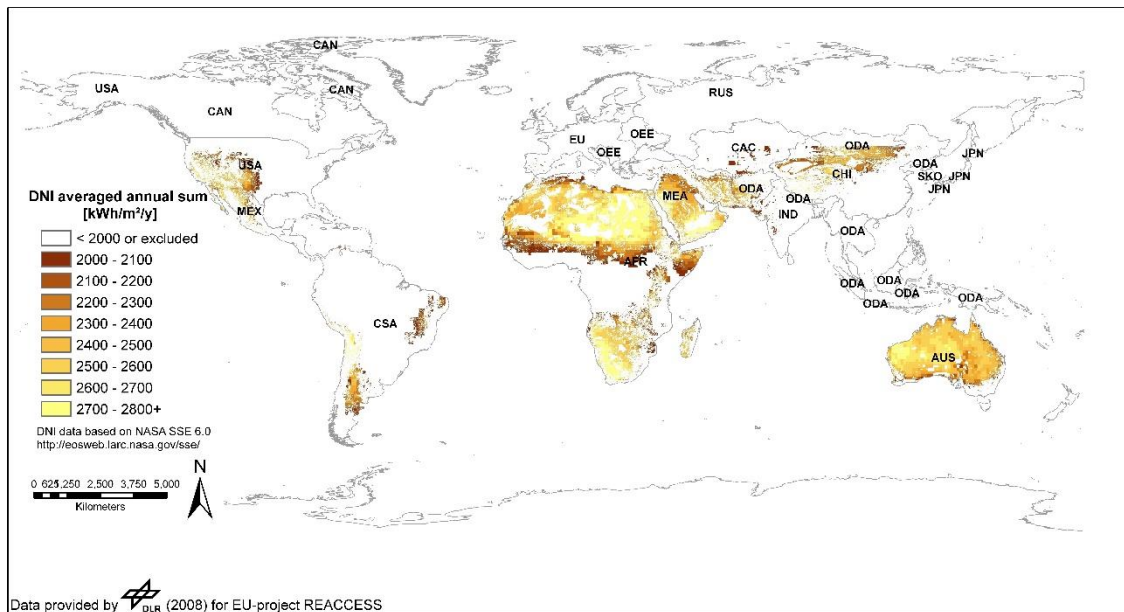 CAN
USA
CAN
CAN
RUS
EU
OEE
OEE
CAC
ODA
ODA
JPN
SKO
JPN
JPN
CHI
USA
MEX
MEA
ODA
ODA
IND
ODA
AFR
ODA
ODA
ODA
ODA
ODA
CSA
AUS
DNI averaged annual sum
[kWh/m²/y]
< 2000 or excluded
2000 - 2100
2100 - 2200
2200 - 2300
2300 - 2400
2400 - 2500
2500 - 2600
2600 - 2700
2700 - 2800+
DNI data based on NASA SSE 6.0
http://eosweb.larc.nasa.gov/sse/
N
0 625 1,250 2,500 3,750 5,000
Kilometers
Data provided by DLR (2008) for EU-project REACCESS